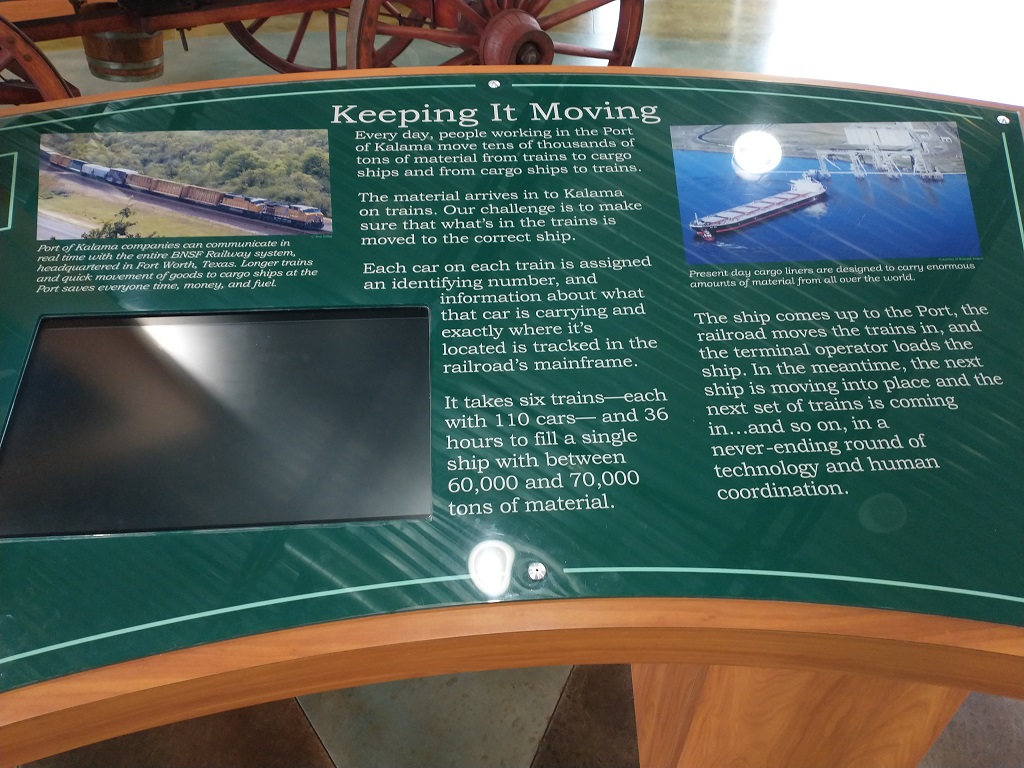 Keeping It Moving
Every day, people working in the Port
of Kalama move tens of thousands of
tons of material from trains to cargo
ships and from cargo ships to trains.
The material arrives in to Kalama
on trains. Our challenge is to make
sure that what's in the trains is
moved to the correct ship.
Each car on each train is assigned
an identifying number, and
information about what
that car is carrying and
exactly where it's
located is tracked in the
railroad's mainframe.
It takes six trains—each
with 110 cars— and 36
hours to fill a single
ship with between
60,000 and 70,000
tons of material.
Port of Kalama companies can communicate in
real time with the entire BNSF Railway system,
headquartered in Fort Worth, Texas. Longer trains
and quick movement of goods to cargo ships at the
Port saves everyone time, money, and fuel.
Present day cargo liners are designed to carry enormous
amounts of material from all over the world.
The ship comes up to the Port, the
railroad moves the trains in, and
the terminal operator loads the
ship. In the meantime, the next
ship is moving into place and the
next set of trains is coming
in...and so on, in a
never-ending round of
technology and human
coordination.